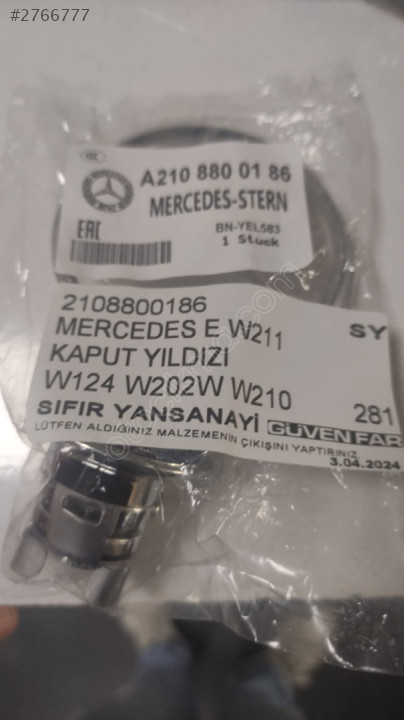 #2766777
A210 880 01 86
MERCEDES-STERN
EAC
BN-YEL583
1 Stück
2108800186
MERCEDES E W211 SY
KAPUT YILDIZI
W124 W202W W210 281
SIFIR YANSANAYİ GÜVEN FAR
LÜTFEN ALDIĞINIZ MALZEMENİN ÇIKIŞINI YAPTIRINIZ
3.04.2024